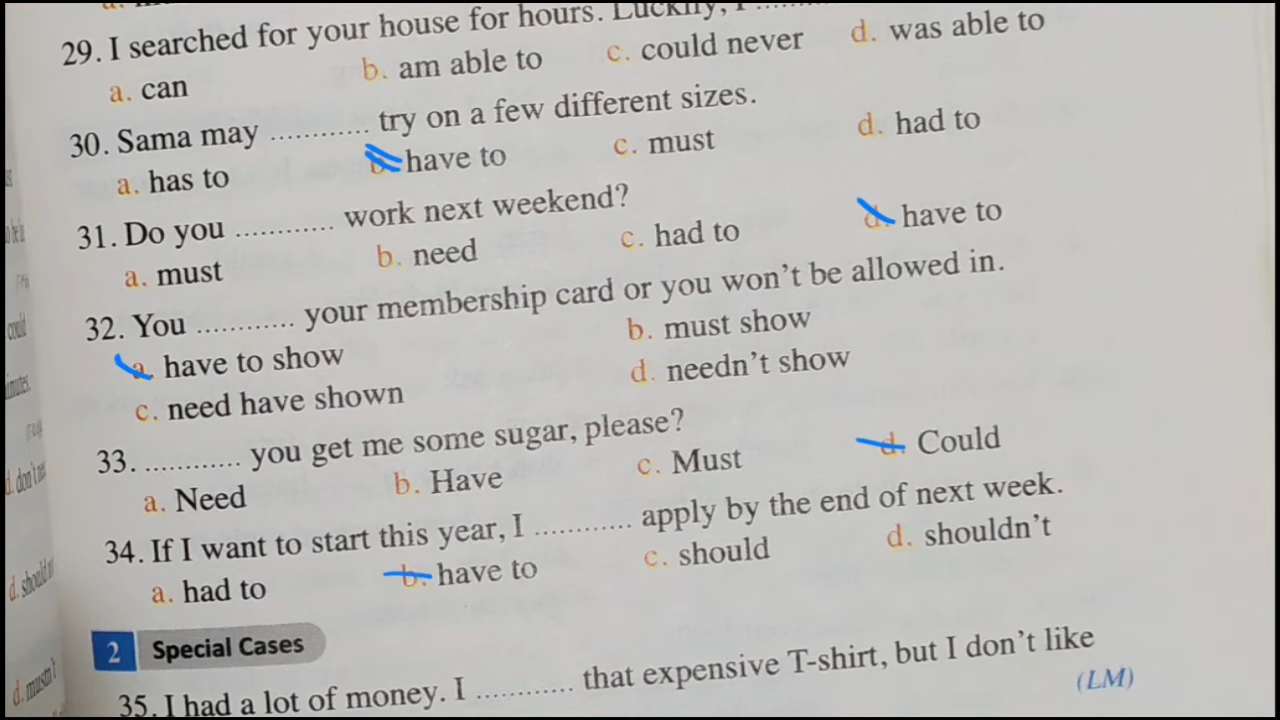 29. I searched for your house for hours. Luckily, I ............
a. can b. am able to c. could never d. was able to
30. Sama may ............ try on a few different sizes.
a. has to b. have to c. must d. had to
31. Do you ............ work next weekend?
a. must b. need c. had to d. have to
32. You ............ your membership card or you won't be allowed in.
a. have to show b. must show
c. need have shown d. needn't show
33. ............ you get me some sugar, please?
a. Need b. Have c. Must d. Could
34. If I want to start this year, I ............ apply by the end of next week.
a. had to b. have to c. should d. shouldn't
2 Special Cases
35. I had a lot of money. I ............ that expensive T-shirt, but I don't like
(LM)